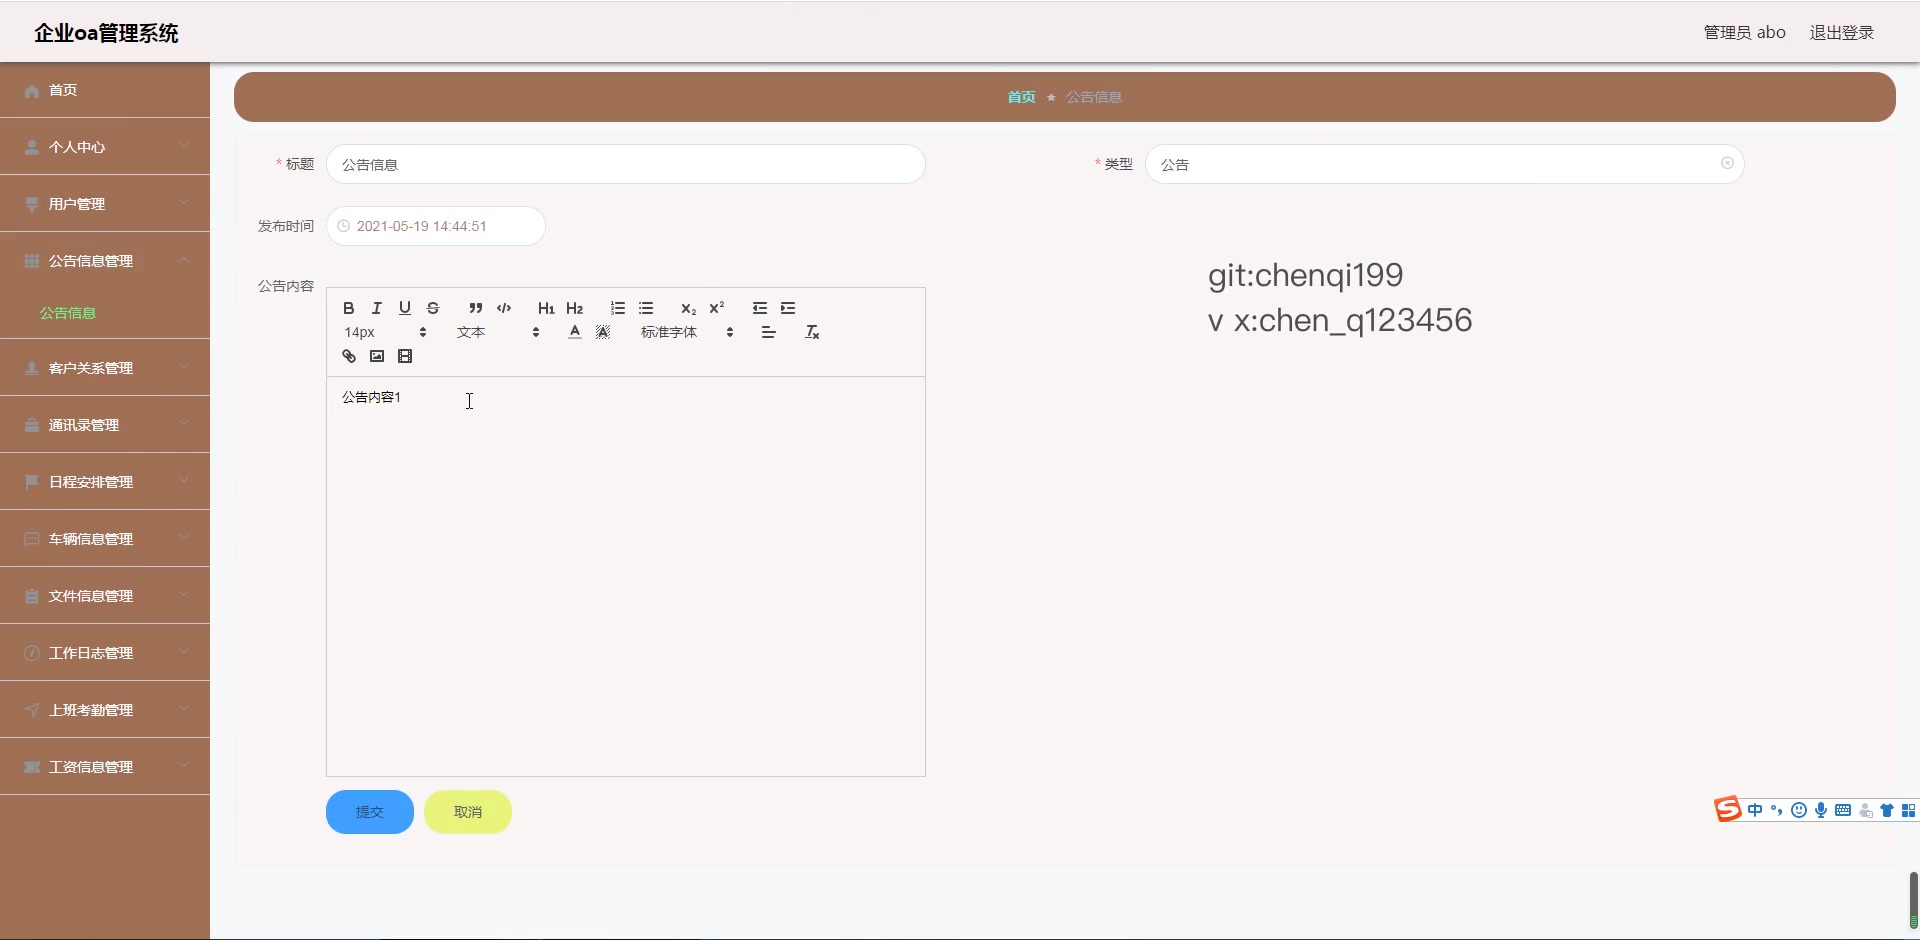 企业oa管理系统
管理员 abo 退出登录
首页
个人中心
用户管理
公告信息管理
公告信息
客户关系管理
通讯录管理
日程安排管理
车辆信息管理
文件信息管理
工作日志管理
上班考勤管理
工资信息管理
首页 ★ 公告信息
* 标题 公告信息
* 类型 公告
发布时间 2021-05-19 14:44:51
公告内容
B I U S H1 H2 X2 X2
14px 文本 A A 标准字体 Tx
公告内容1
提交 取消
git:chenqi199
v x:chen_q123456
S 中